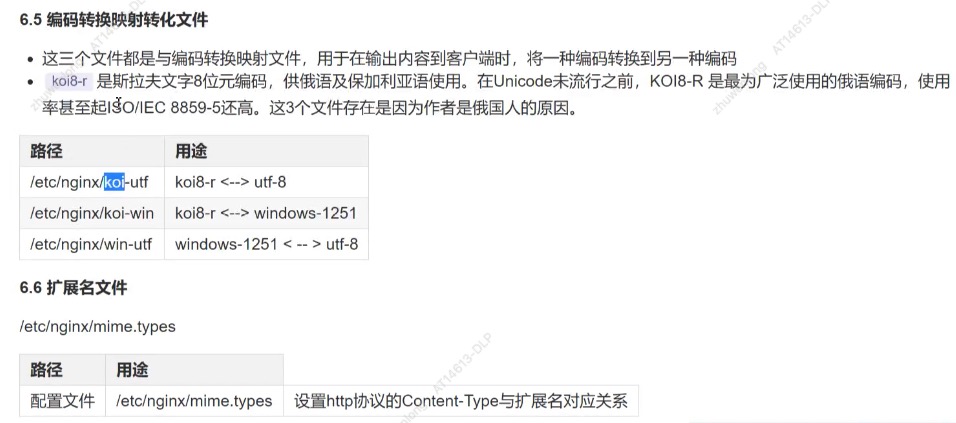 6.5 编码转换映射转化文件
这三个文件都是与编码转换映射文件，用于在输出内容到客户端时，将一种编码转换到另一种编码
koi8-r 是斯拉夫文字8位元编码，供俄语及保加利亚语使用。在Unicode未流行之前，KOI8-R 是最为广泛使用的俄语编码，使用
率甚至起ISO/IEC 8859-5还高。这3个文件存在是因为作者是俄国人的原因。
路径 用途
/etc/nginx/koi-utf koi8-r <--> utf-8
/etc/nginx/koi-win koi8-r <--> windows-1251
/etc/nginx/win-utf windows-1251 < -- > utf-8
6.6 扩展名文件
/etc/nginx/mime.types
路径 用途
配置文件 /etc/nginx/mime.types 设置http协议的Content-Type与扩展名对应关系
AT14613-DLP